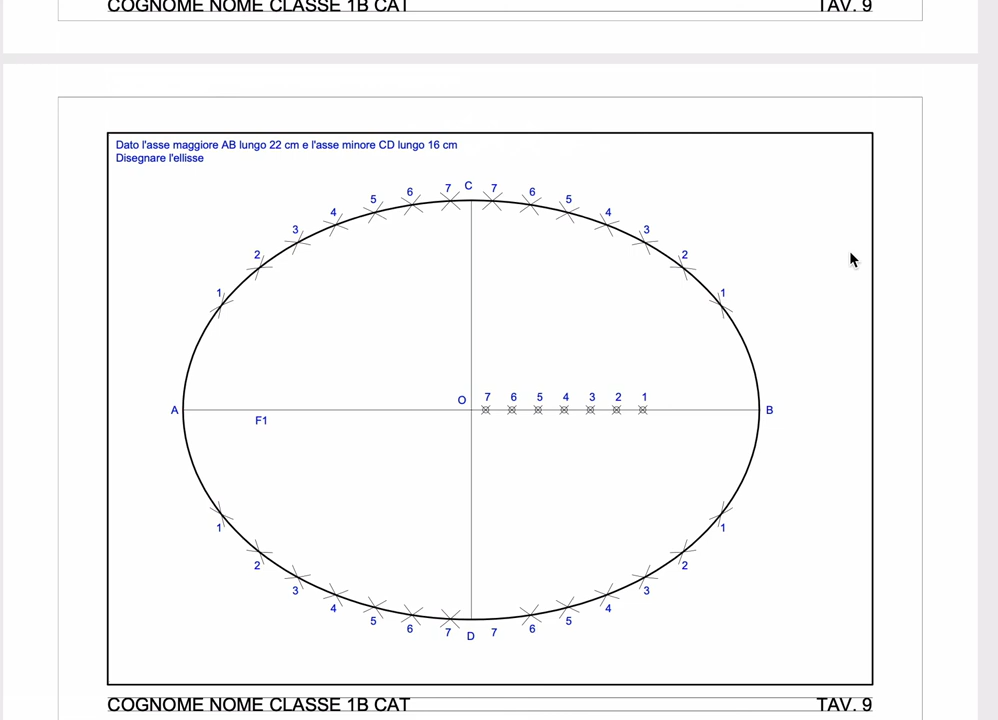 COGNOME NOME CLASSE 1B CAT TAV. 9
Dato l'asse maggiore AB lungo 22 cm e l'asse minore CD lungo 16 cm
Disegnare l'ellisse
7 C 7
6 6
5 5
4 4
3 3
2 2
1 1
O 7 6 5 4 3 2 1
A B
F1
1 1
2 2
3 3
4 4
5 5
6 6
7 D 7
COGNOME NOME CLASSE 1B CAT TAV. 9